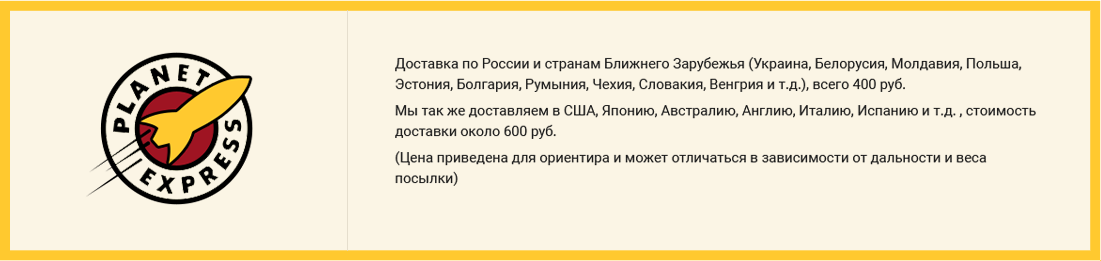 PLANET
EXPRESS
Доставка по России и странам Ближнего Зарубежья (Украина, Белорусия, Молдавия, Польша,
Эстония, Болгария, Румыния, Чехия, Словакия, Венгрия и т.д.), всего 400 руб.
Мы так же доставляем в США, Японию, Австралию, Англию, Италию, Испанию и т.д. , стоимость
доставки около 600 руб.
(Цена приведена для ориентира и может отличаться в зависимости от дальности и веса
посылки)